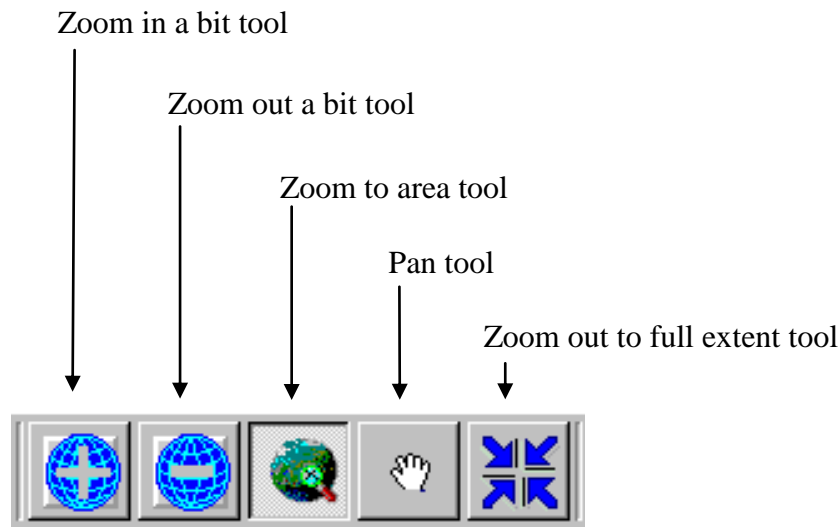 Zoom in a bit tool
Zoom out a bit tool
Zoom to area tool
Pan tool
Zoom out to full extent tool